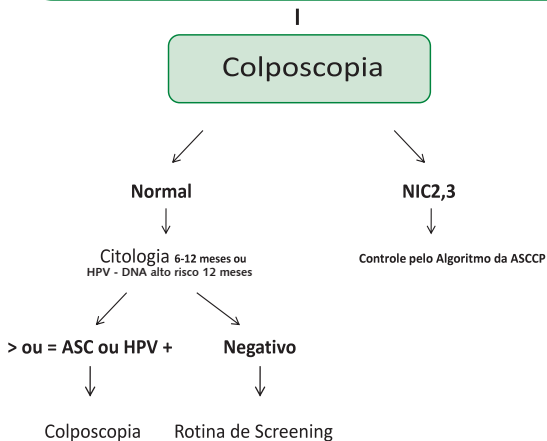 Colposcopia
Normal
NIC2,3
Citologia 6-12 meses ou
HPV - DNA alto risco 12 meses
Controle pelo Algoritmo da ASCCP
> ou = ASC ou HPV +
Negativo
Colposcopia
Rotina de Screening